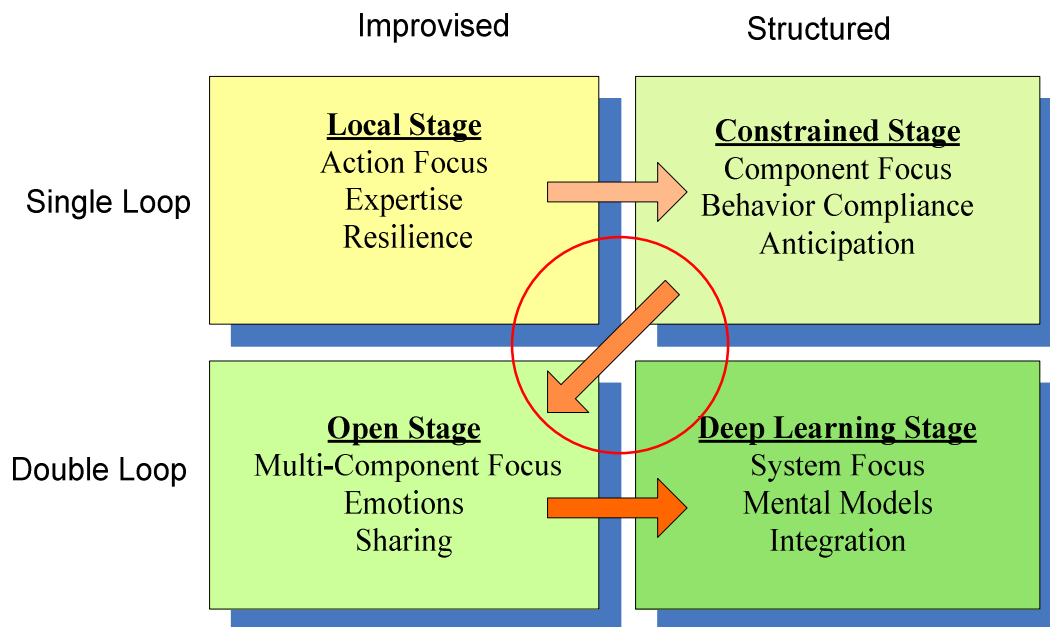 Improvised
Structured
Single Loop
Local Stage
Action Focus
Expertise
Resilience
Constrained Stage
Component Focus
Behavior Compliance
Anticipation
Double Loop
Open Stage
Multi-Component Focus
Emotions
Sharing
Deep Learning Stage
System Focus
Mental Models
Integration